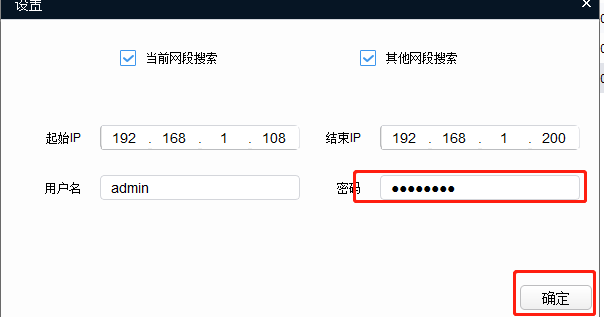 设置
当前网段搜索 其他网段搜索
起始IP 192 . 168 . 1 . 108 结束IP 192 . 168 . 1 . 200
用户名 admin 密码 ●●●●●●●●
确定